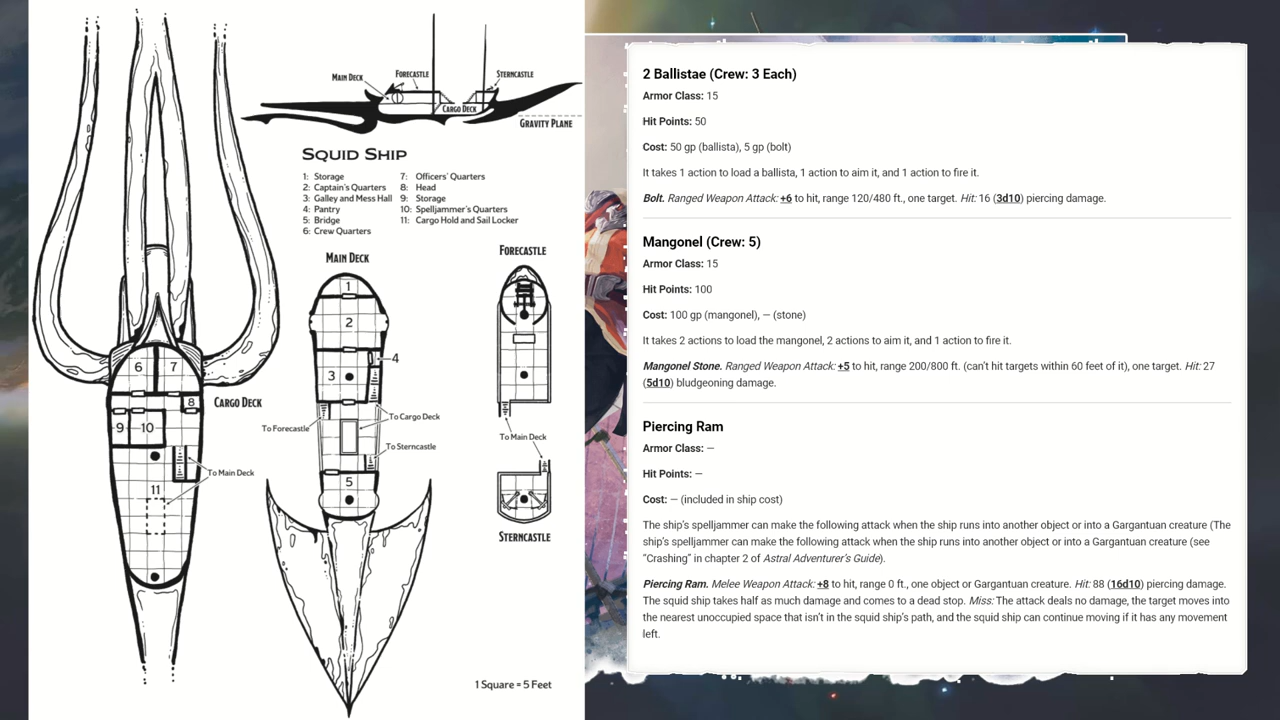 MAIN DECK
FORECASTLE
STERNCASTLE
CARGO DECK
GRAVITY PLANE
SQUID SHIP
1: Storage
2: Captain's Quarters
3: Galley and Mess Hall
4: Pantry
5: Bridge
6: Crew Quarters
7: Officers' Quarters
8: Head
9: Storage
10: Spelljammer's Quarters
11: Cargo Hold and Sail Locker
MAIN DECK
1
2
3
4
To Forecastle
To Cargo Deck
To Sterncastle
5
FORECASTLE
To Main Deck
STERNCASTLE
6
7
8
CARGO DECK
9
10
To Main Deck
11
1 Square = 5 Feet
2 Ballistae (Crew: 3 Each)
Armor Class: 15
Hit Points: 50
Cost: 50 gp (ballista), 5 gp (bolt)
It takes 1 action to load a ballista, 1 action to aim it, and 1 action to fire it.
Bolt. Ranged Weapon Attack: +6 to hit, range 120/480 ft., one target. Hit: 16 (3d10) piercing damage.
Mangonel (Crew: 5)
Armor Class: 15
Hit Points: 100
Cost: 100 gp (mangonel), — (stone)
It takes 2 actions to load the mangonel, 2 actions to aim it, and 1 action to fire it.
Mangonel Stone. Ranged Weapon Attack: +5 to hit, range 200/800 ft. (can't hit targets within 60 feet of it), one target. Hit: 27
(5d10) bludgeoning damage.
Piercing Ram
Armor Class: —
Hit Points: —
Cost: — (included in ship cost)
The ship's spelljammer can make the following attack when the ship runs into another object or into a Gargantuan creature (The
ship's spelljammer can make the following attack when the ship runs into another object or into a Gargantuan creature (see
"Crashing" in chapter 2 of Astral Adventurer's Guide).
Piercing Ram. Melee Weapon Attack: +8 to hit, range 0 ft., one object or Gargantuan creature. Hit: 88 (16d10) piercing damage.
The squid ship takes half as much damage and comes to a dead stop. Miss: The attack deals no damage, the target moves into
the nearest unoccupied space that isn't in the squid ship's path, and the squid ship can continue moving if it has any movement
left.